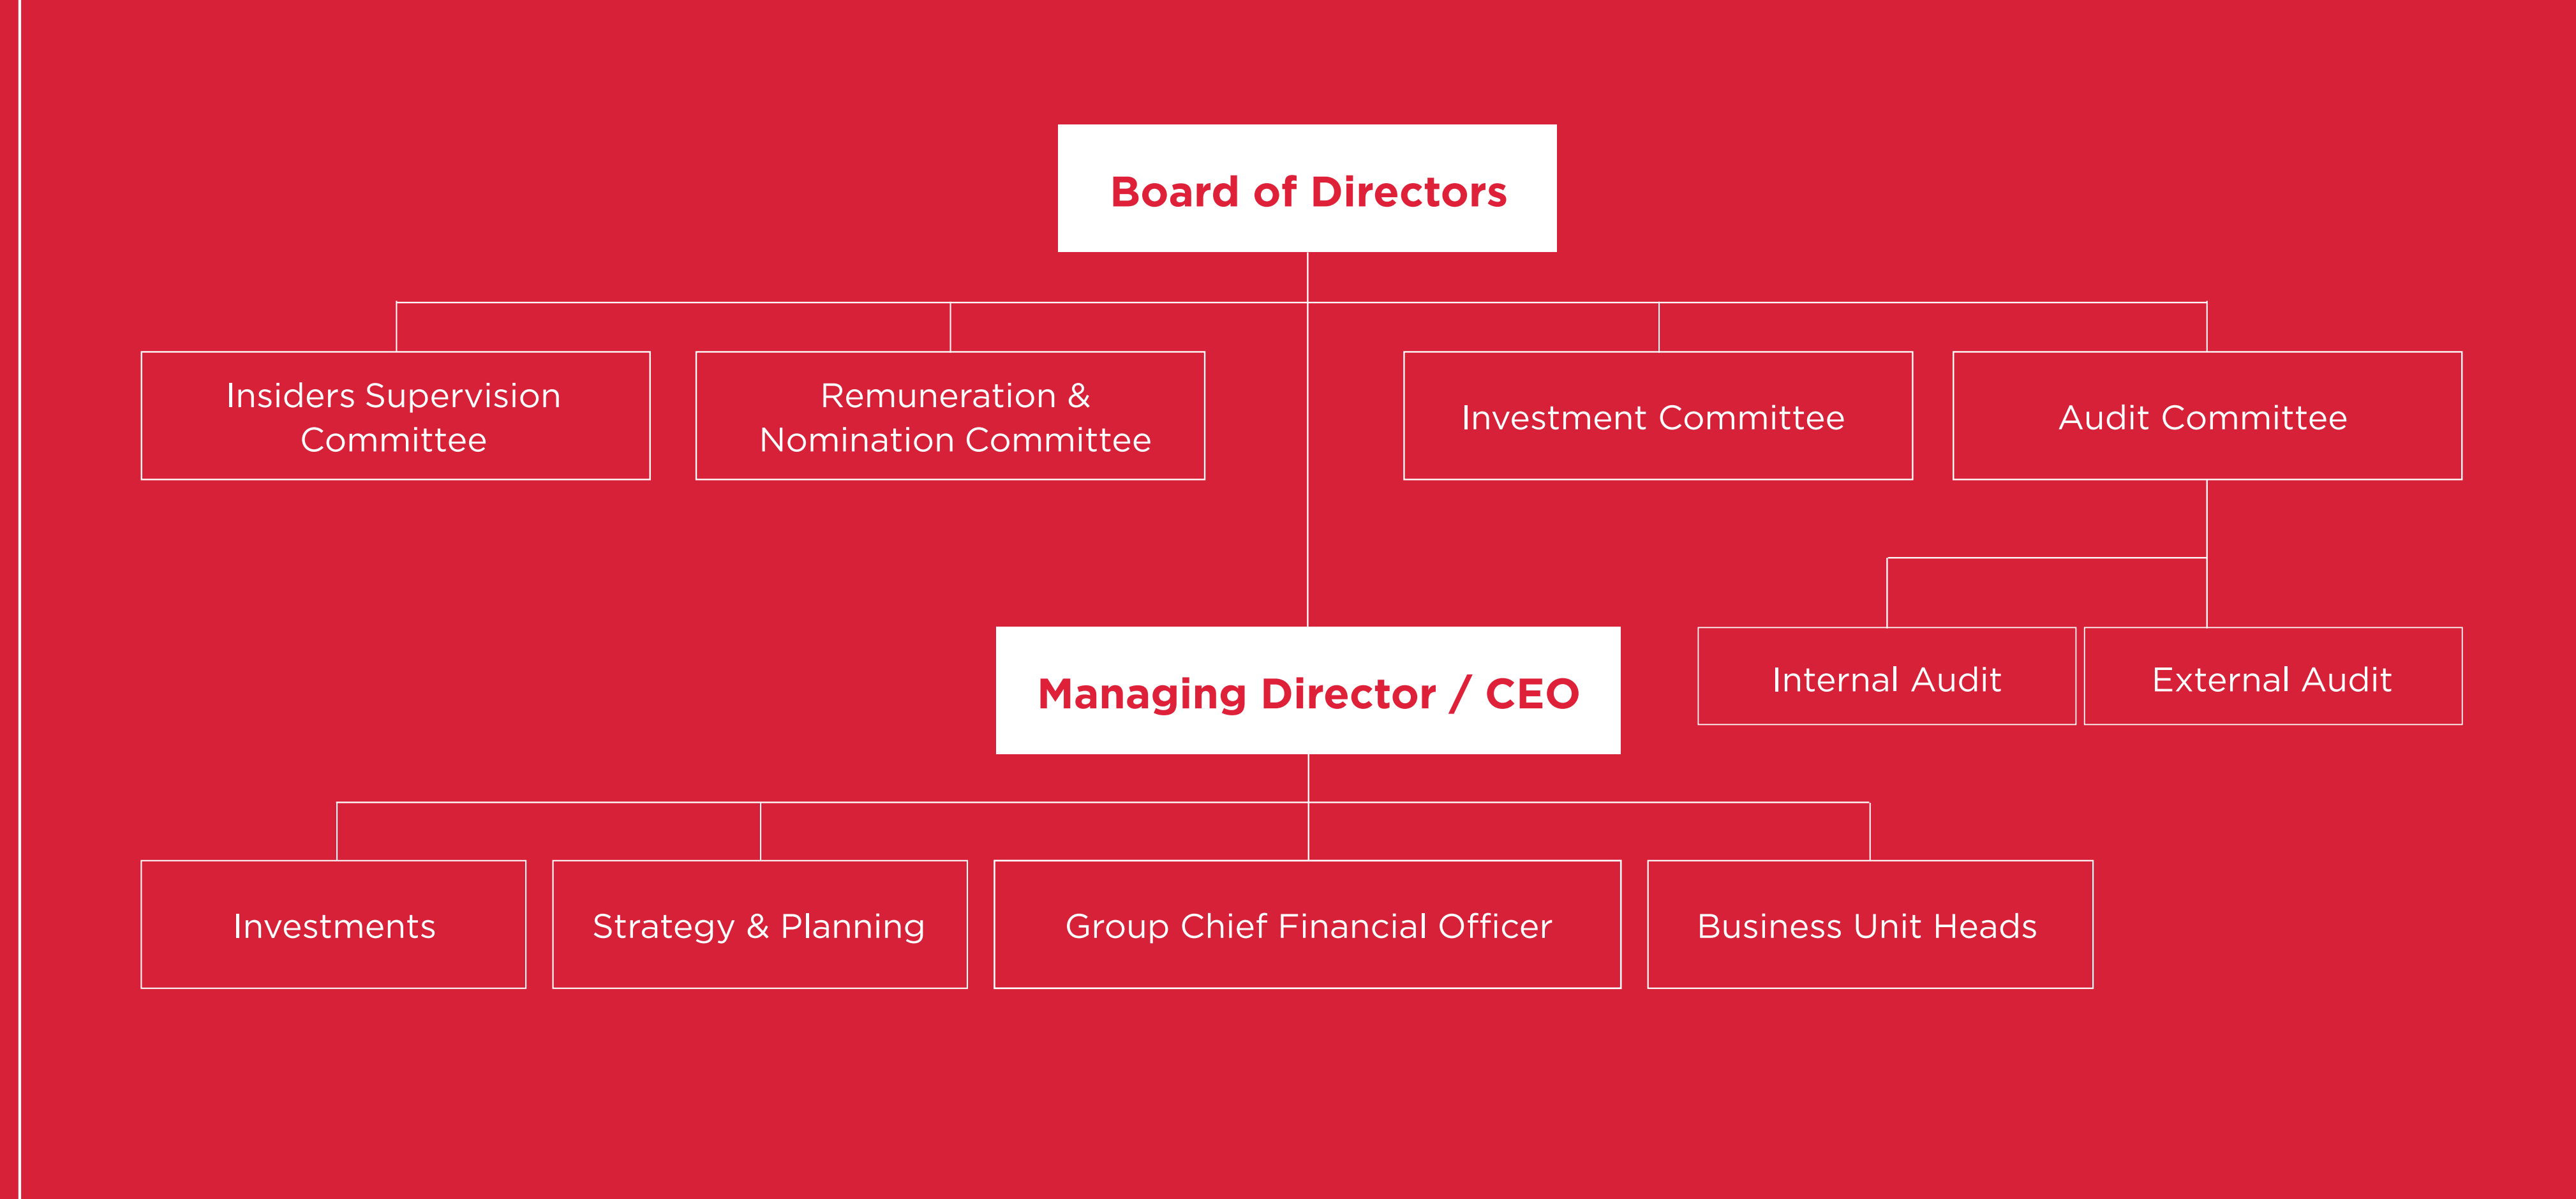 Board of Directors
Insiders Supervision
Committee
Remuneration &
Nomination Committee
Investment Committee
Audit Committee
Managing Director / CEO
Internal Audit
External Audit
Investments
Strategy & Planning
Group Chief Financial Officer
Business Unit Heads